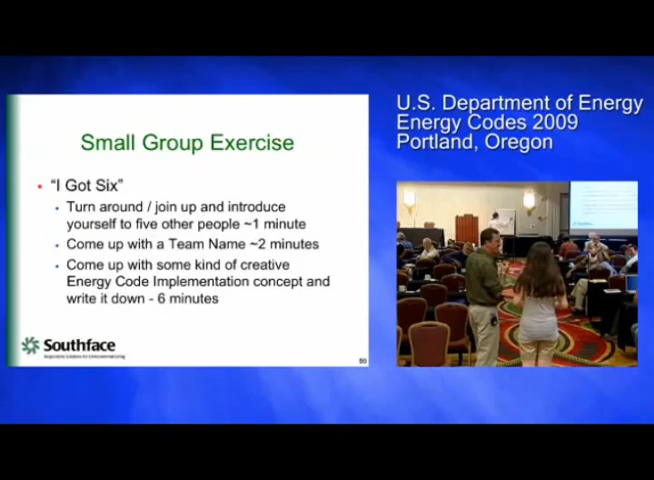 Small Group Exercise
• "I Got Six"
• Turn around / join up and introduce
yourself to five other people ~1 minute
• Come up with a Team Name ~2 minutes
• Come up with some kind of creative
Energy Code Implementation concept and
write it down - 6 minutes
Southface
U.S. Department of Energy
Energy Codes 2009
Portland, Oregon